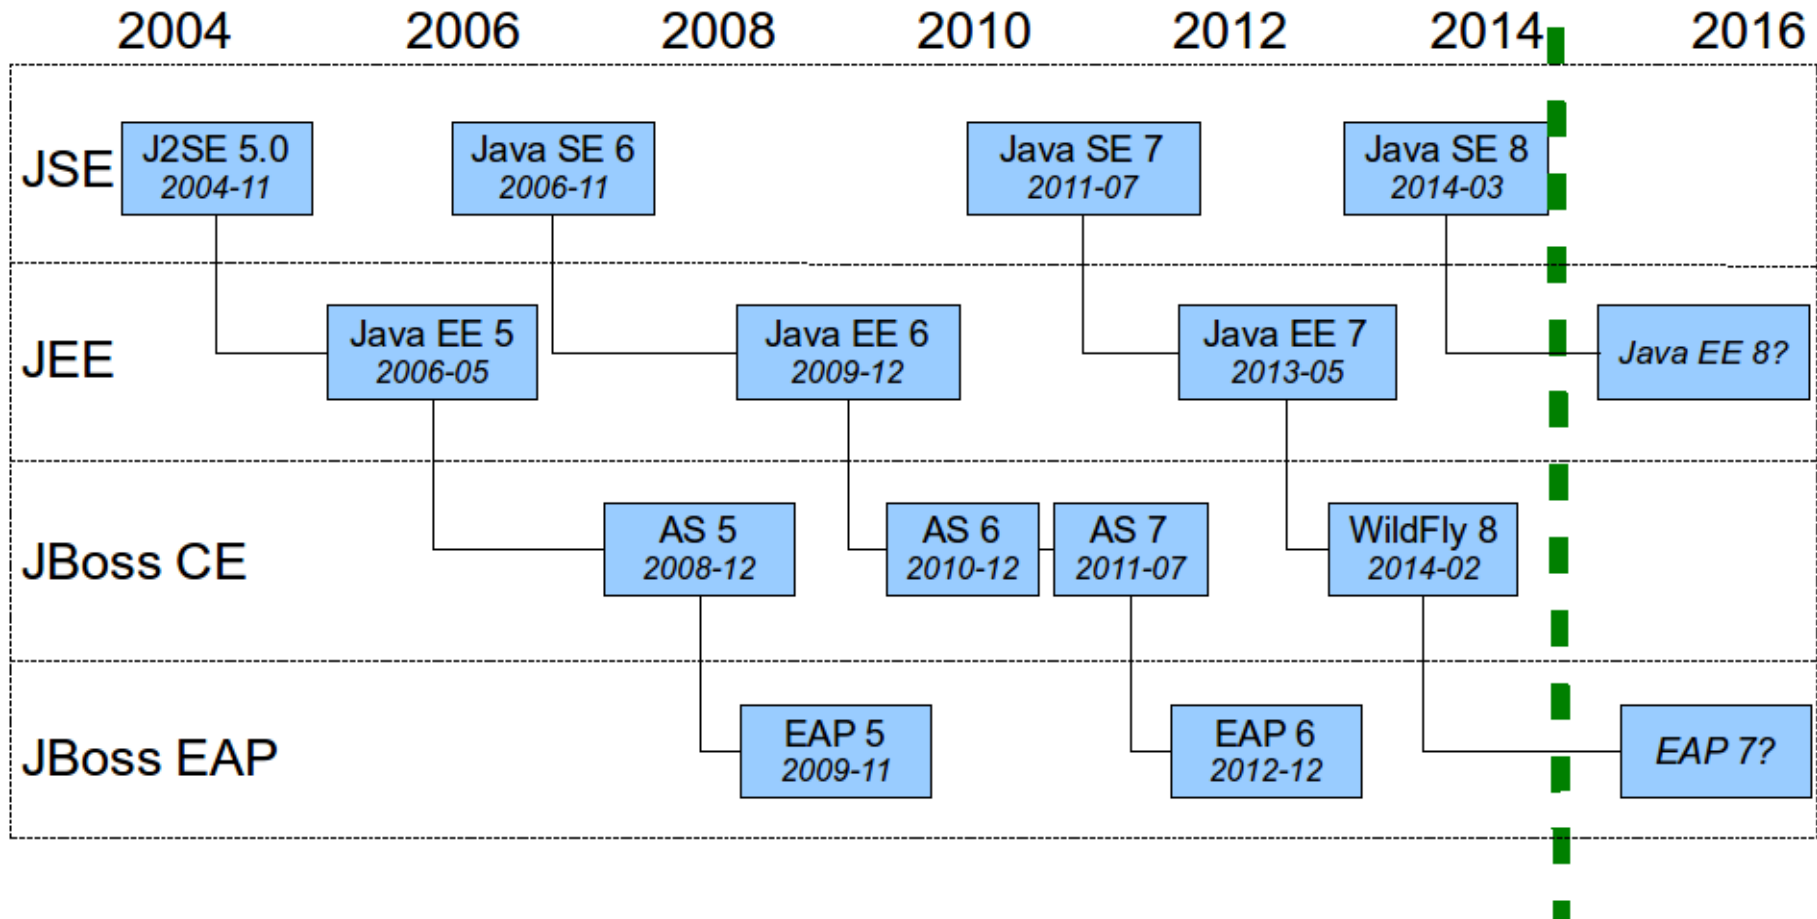 2004 2006 2008 2010 2012 2014 2016
JSE
J2SE 5.0
2004-11
Java SE 6
2006-11
Java SE 7
2011-07
Java SE 8
2014-03
JEE
Java EE 5
2006-05
Java EE 6
2009-12
Java EE 7
2013-05
Java EE 8?
JBoss CE
AS 5
2008-12
AS 6
2010-12
AS 7
2011-07
WildFly 8
2014-02
JBoss EAP
EAP 5
2009-11
EAP 6
2012-12
EAP 7?